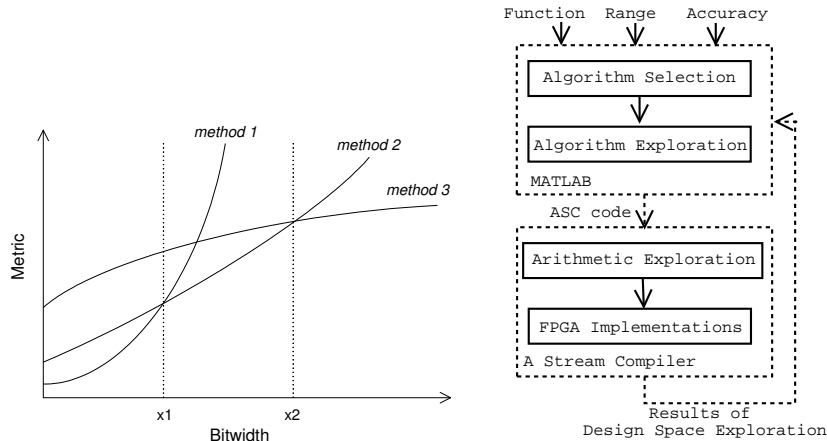 method 1
method 2
method 3
Metric
x1
x2
Bitwidth
Function
Range
Accuracy
Algorithm Selection
Algorithm Exploration
MATLAB
ASC code
Arithmetic Exploration
FPGA Implementations
A Stream Compiler
Results of
Design Space Exploration